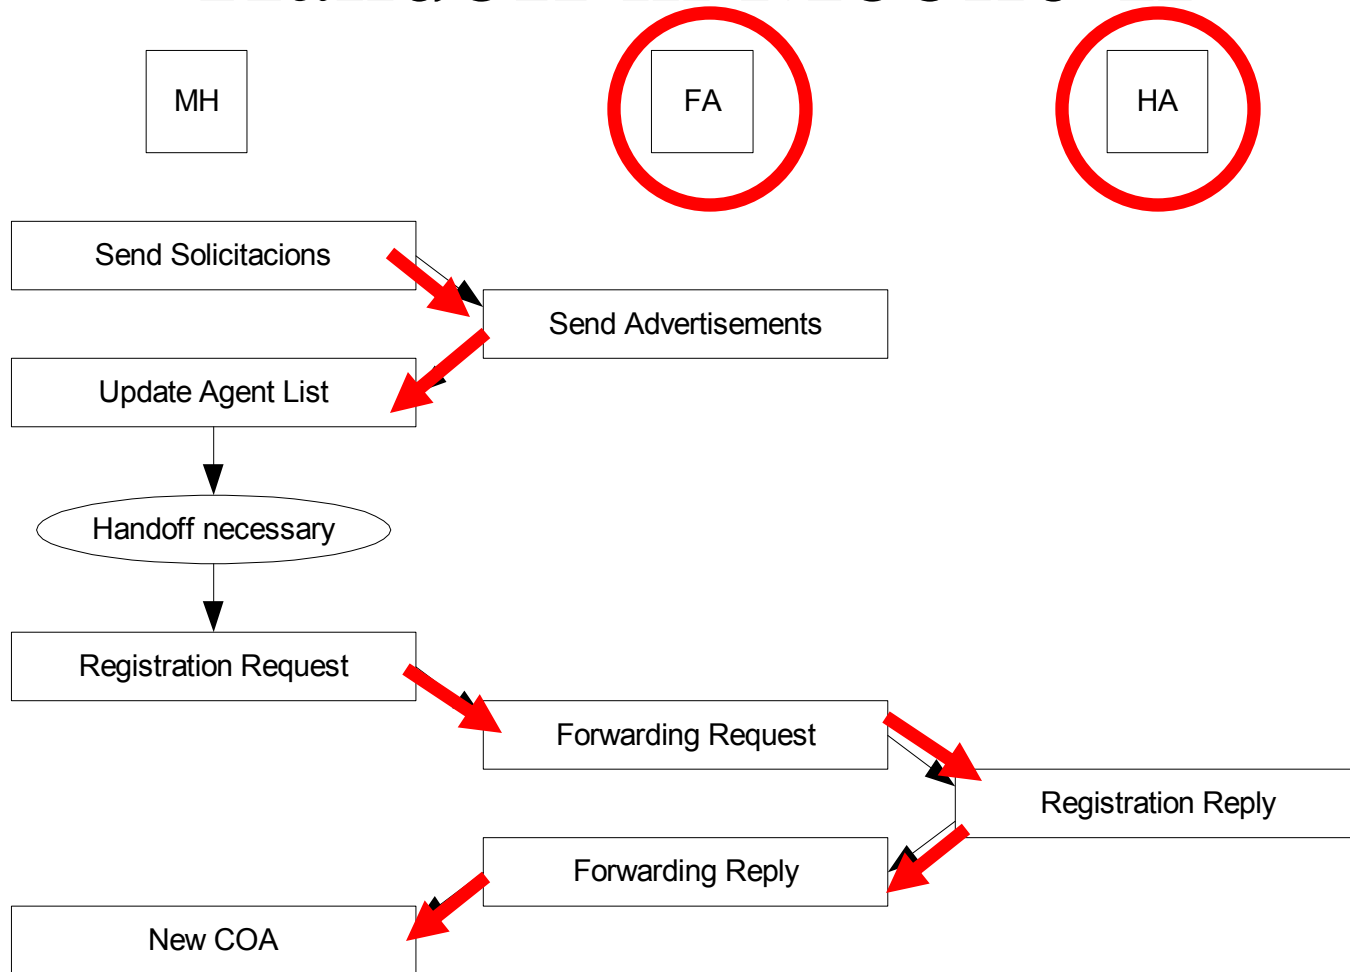 MH
FA
HA
Send Solicitacions
Send Advertisements
Update Agent List
Handoff necessary
Registration Request
Forwarding Request
Registration Reply
Forwarding Reply
New COA